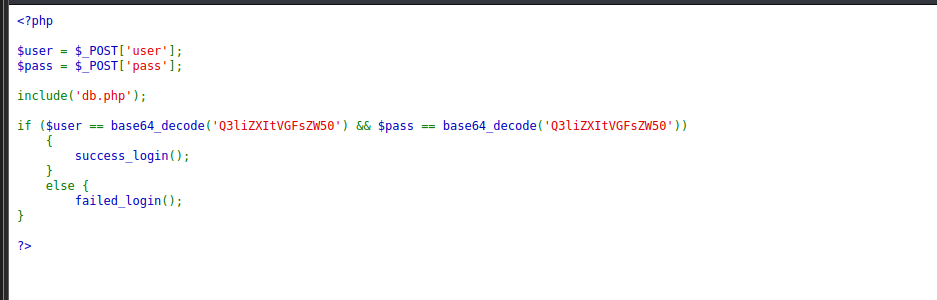 <?php
$user = $_POST['user'];
$pass = $_POST['pass'];
include('db.php');
if ($user == base64_decode('Q3liZXItVGFsZW50') && $pass == base64_decode('Q3liZXItVGFsZW50'))
{
success_login();
}
else {
failed_login();
}
?>